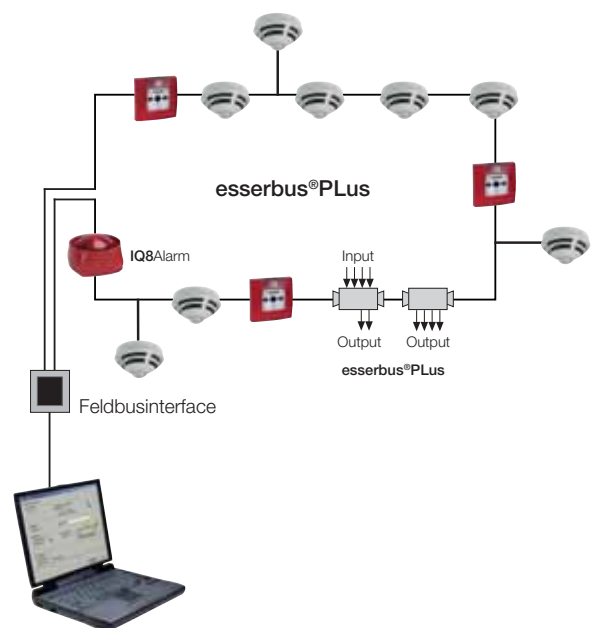 esserbus®PLus
IQ8Alarm
Input
Output
Output
esserbus®PLus
Feldbusinterface